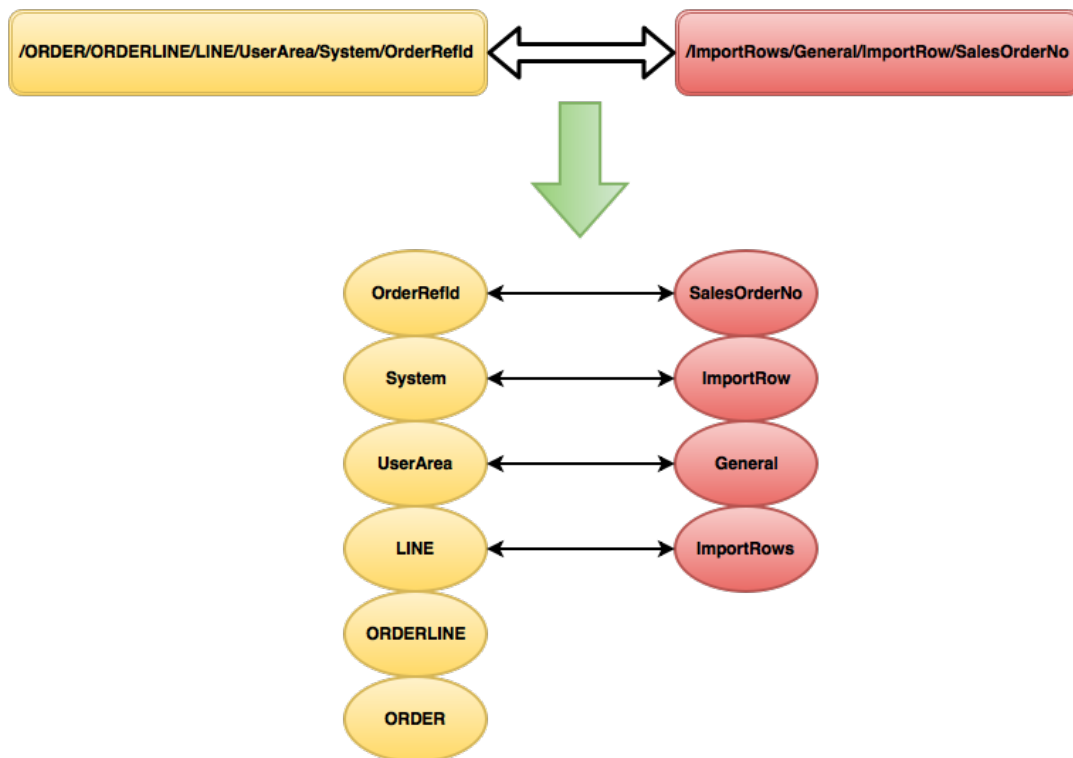 /ORDER/ORDERLINE/LINE/UserArea/System/OrderRefId
/ImportRows/General/ImportRow/SalesOrderNo
OrderRefId
SalesOrderNo
System
ImportRow
UserArea
General
LINE
ImportRows
ORDERLINE
ORDER